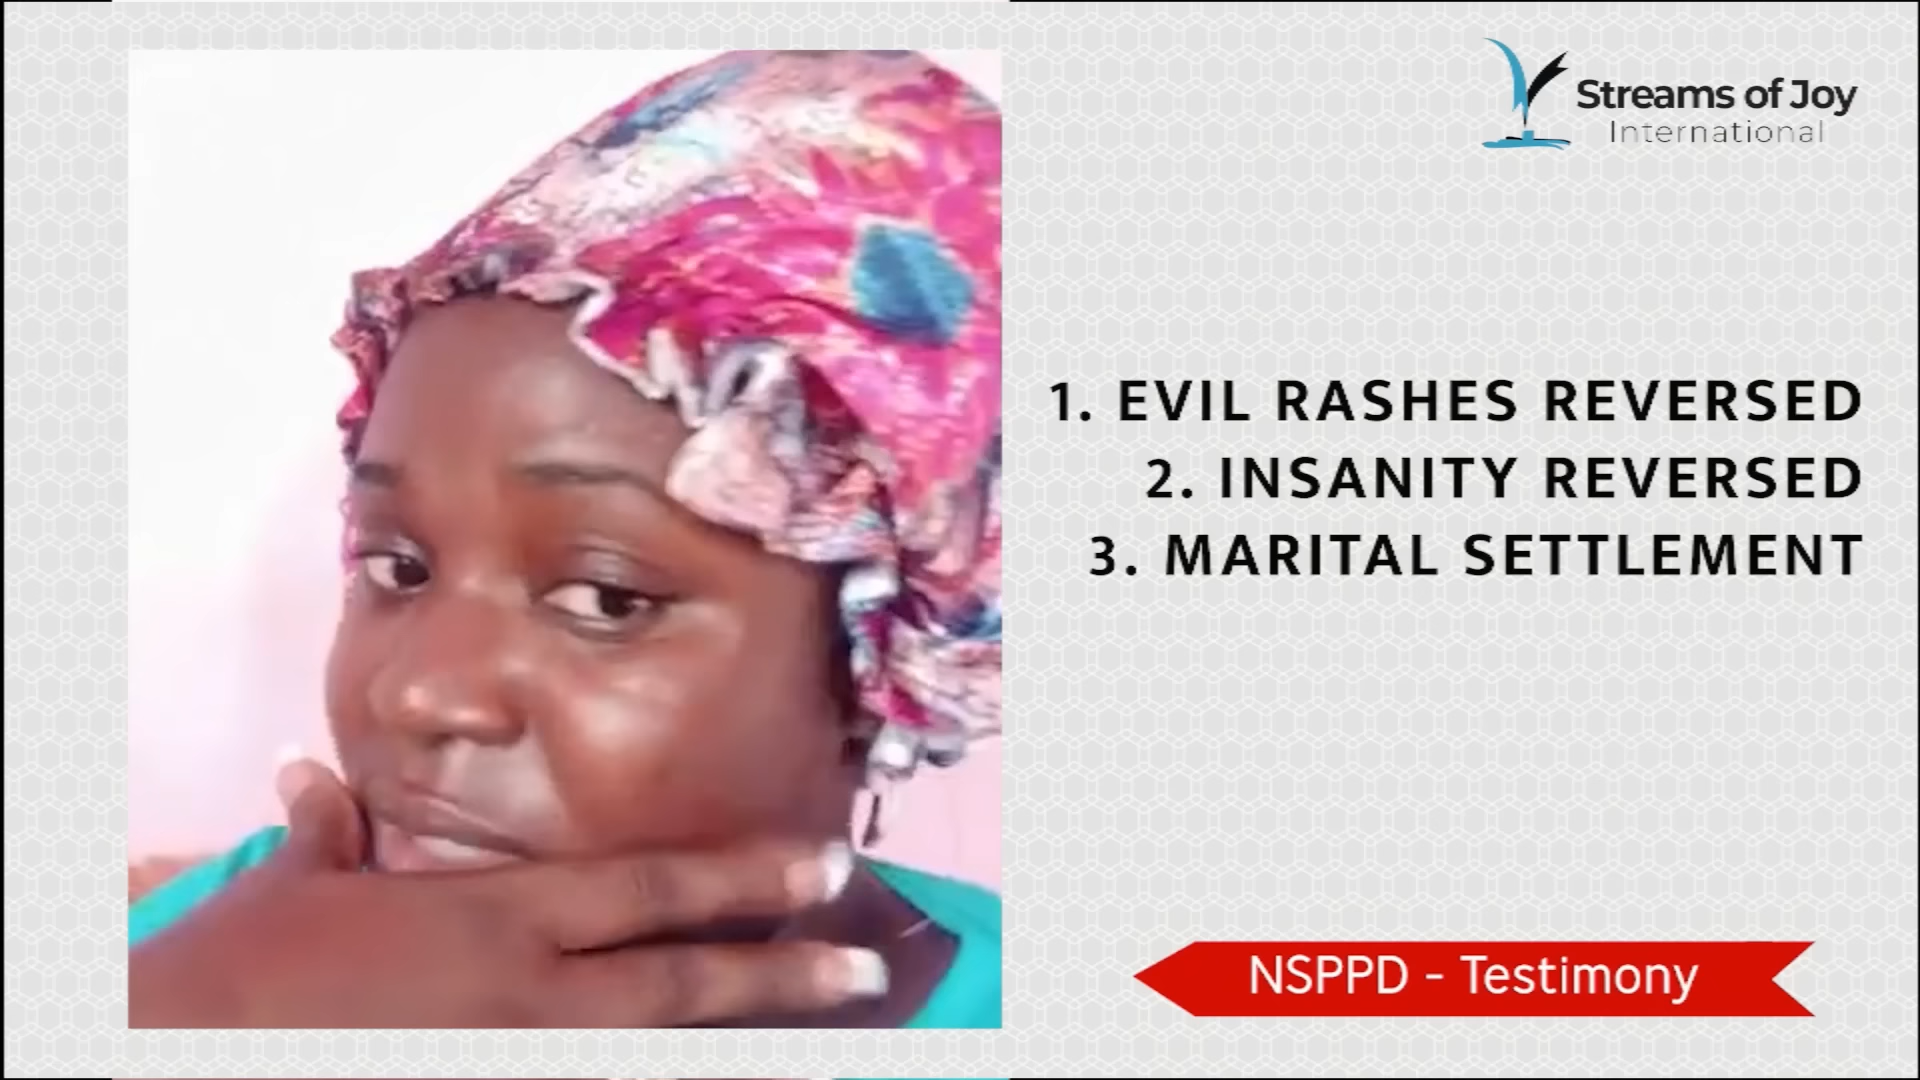 Streams of Joy
International
1. EVIL RASHES REVERSED
2. INSANITY REVERSED
3. MARITAL SETTLEMENT
NSPPD - Testimony